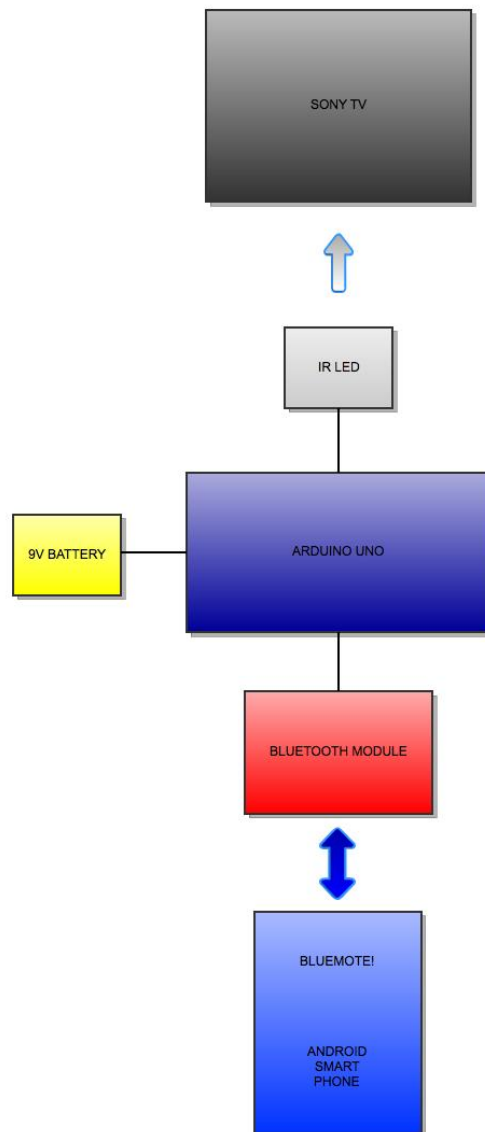 SONY TV
IR LED
9V BATTERY
ARDUINO UNO
BLUETOOTH MODULE
BLUEMOTE!
ANDROID
SMART
PHONE